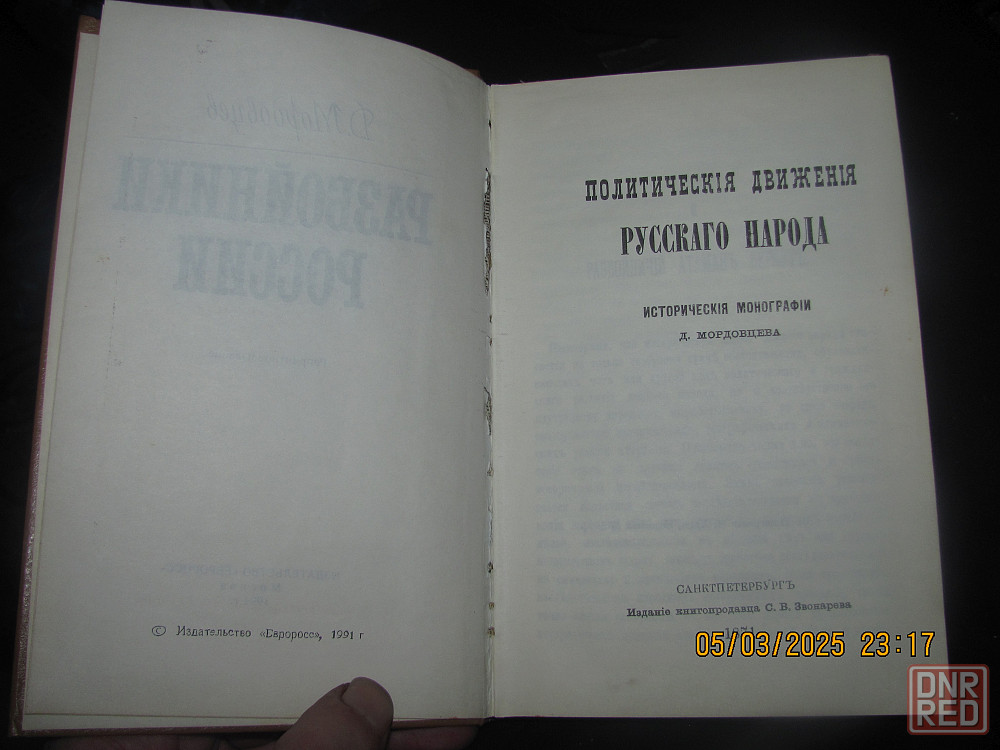 © Издательство «Евроросс», 1991 г
ПОЛИТИЧЕСКІЯ ДВИЖЕНІЯ
РУССКАГО НАРОДА
ИСТОРИЧЕСКІЯ МОНОГРАФІИ
Д. МОРДОВЦЕВА
САНКТПЕТЕРБУРГЪ
Изданіе книгопродавца С. В. Звонарева
1871
05/03/2025 23:17
DNR
RED